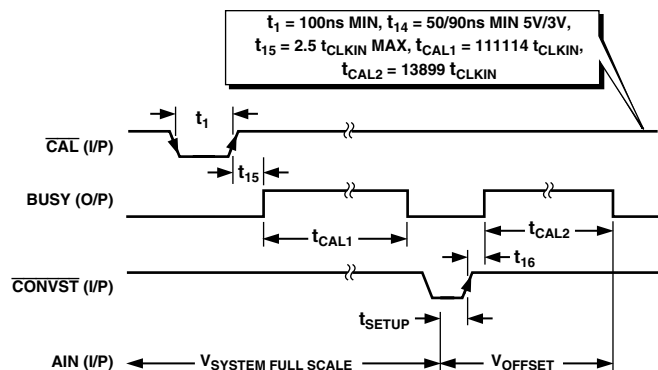 t1 = 100ns MIN, t14 = 50/90ns MIN 5V/3V,
t15 = 2.5 tCLKIN MAX, tCAL1 = 111114 tCLKIN,
tCAL2 = 13899 tCLKIN
t1
CAL (I/P)
t15
BUSY (O/P)
tCAL1
tCAL2
t16
CONVST (I/P)
tSETUP
AIN (I/P)
VSYSTEM FULL SCALE
VOFFSET